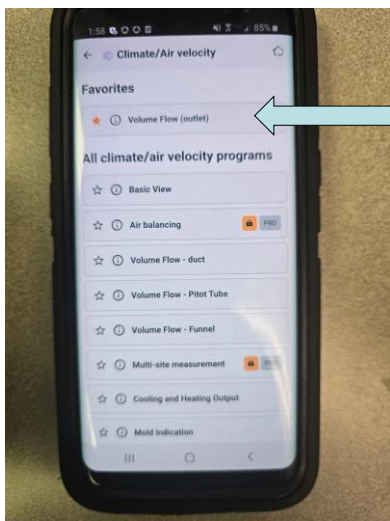 1:58
85%
Climate/Air velocity
Favorites
Volume Flow (outlet)
All climate/air velocity programs
Basic View
Air balancing PRO
Volume Flow - duct
Volume Flow - Pitot Tube
Volume Flow - Funnel
Multi-site measurement
Cooling and Heating Output
Mold Indication